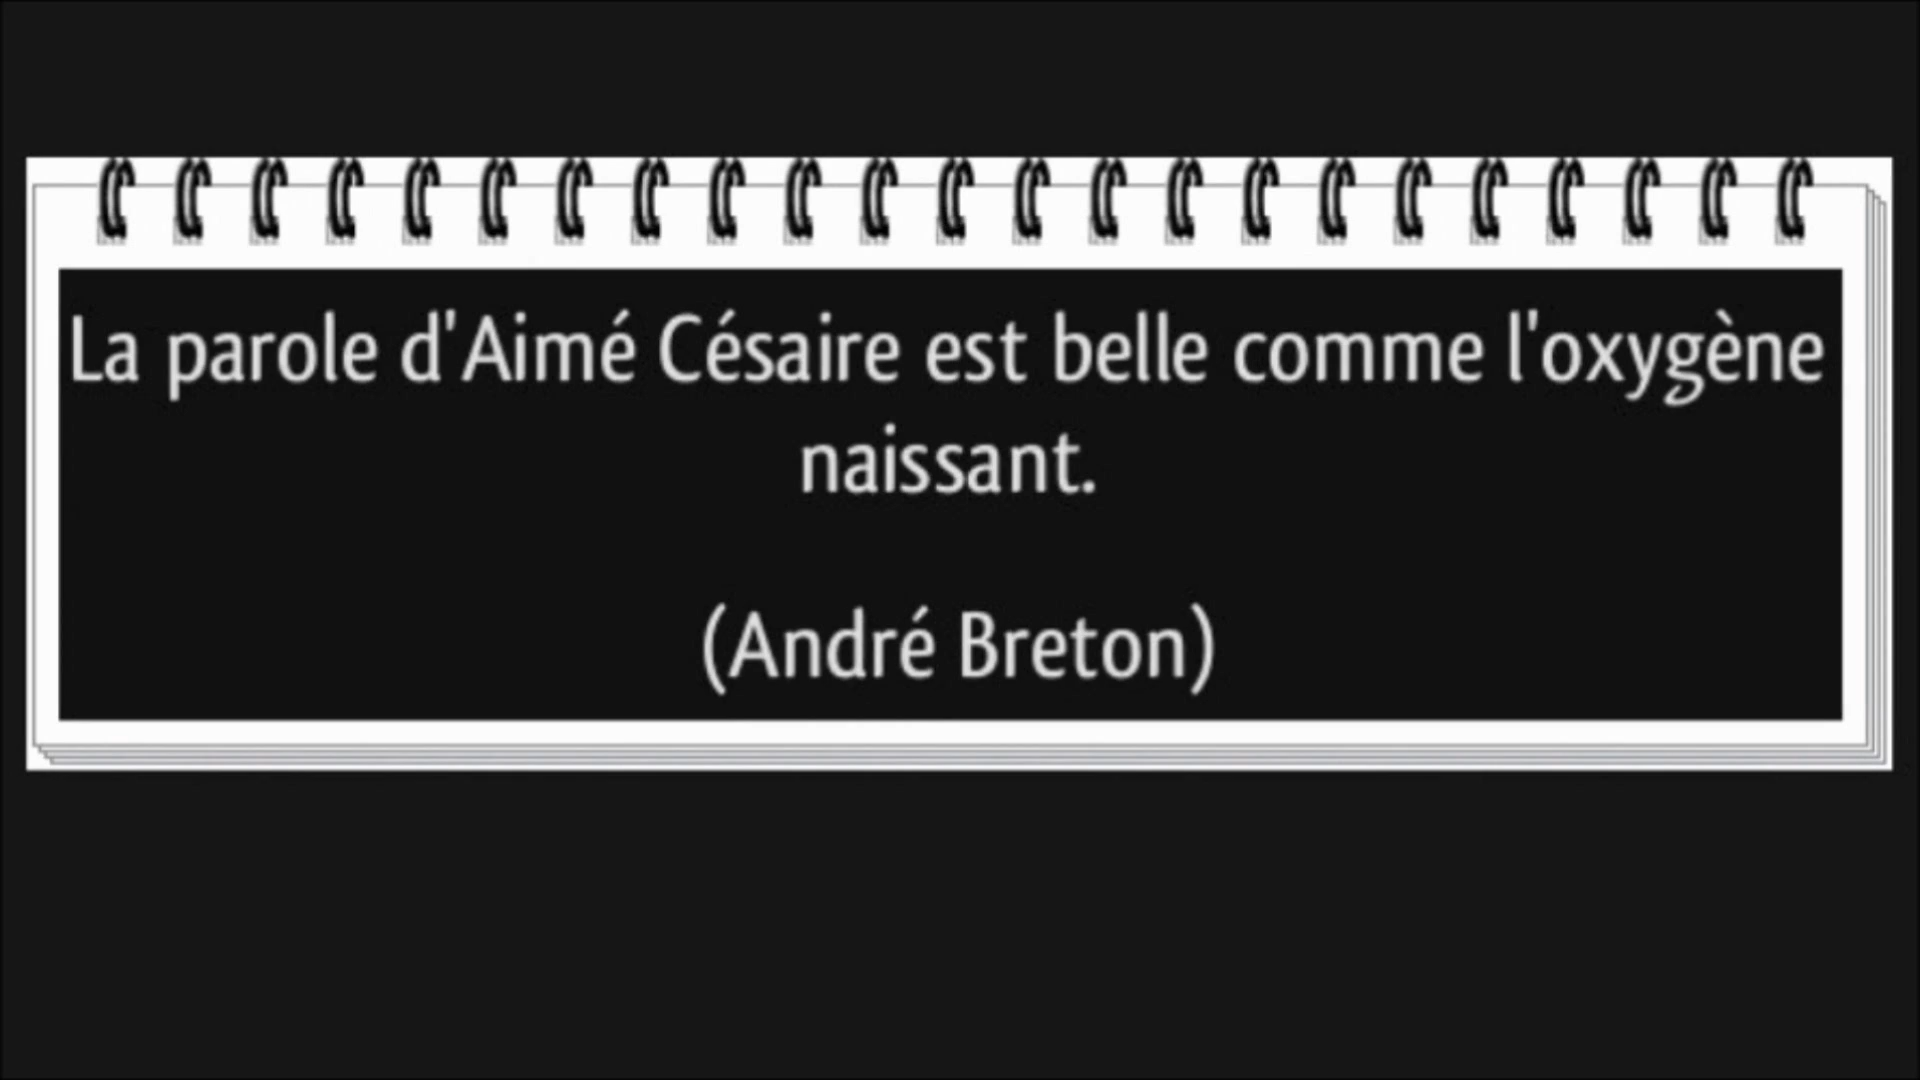 La parole d'Aimé Césaire est belle comme l'oxygène
naissant.
(André Breton)